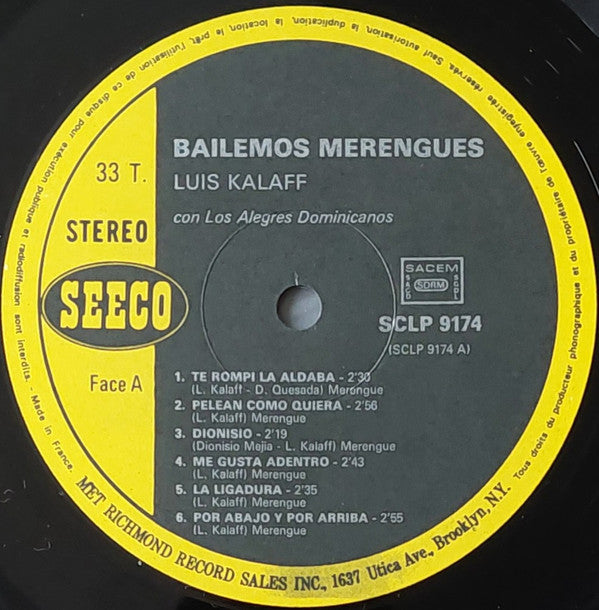 Tous droits du producteur phonographique et du propriétaire de l'œuvre enregistrée réservés. Sauf autorisation, la duplication, la location, le prêt, l'utilisation de ce disque pour exécution publique et radiodiffusion sont interdits. - Made in France.
BAILEMOS MERENGUES
33 T.
LUIS KALAFF
con Los Alegres Dominicanos
STEREO
SACEM
SACD
SDRM
SGDL
SEECO
SCLP 9174
(SCLP 9174 A)
Face A
1. TE ROMPI LA ALDABA - 2'30
(L. Kalaff - D. Quesada) Merengue
2. PELEAN COMO QUIERA - 2'56
(L. Kalaff) Merengue
3. DIONISIO - 2'19
(Dionisio Mejia - L. Kalaff) Merengue
4. ME GUSTA ADENTRO - 2'43
(L. Kalaff) Merengue
5. LA LIGADURA - 2'35
(L. Kalaff) Merengue
6. POR ABAJO Y POR ARRIBA - 2'55
(L. Kalaff) Merengue
MET RICHMOND RECORD SALES INC., 1637 Utica Ave., Brooklyn, N.Y.